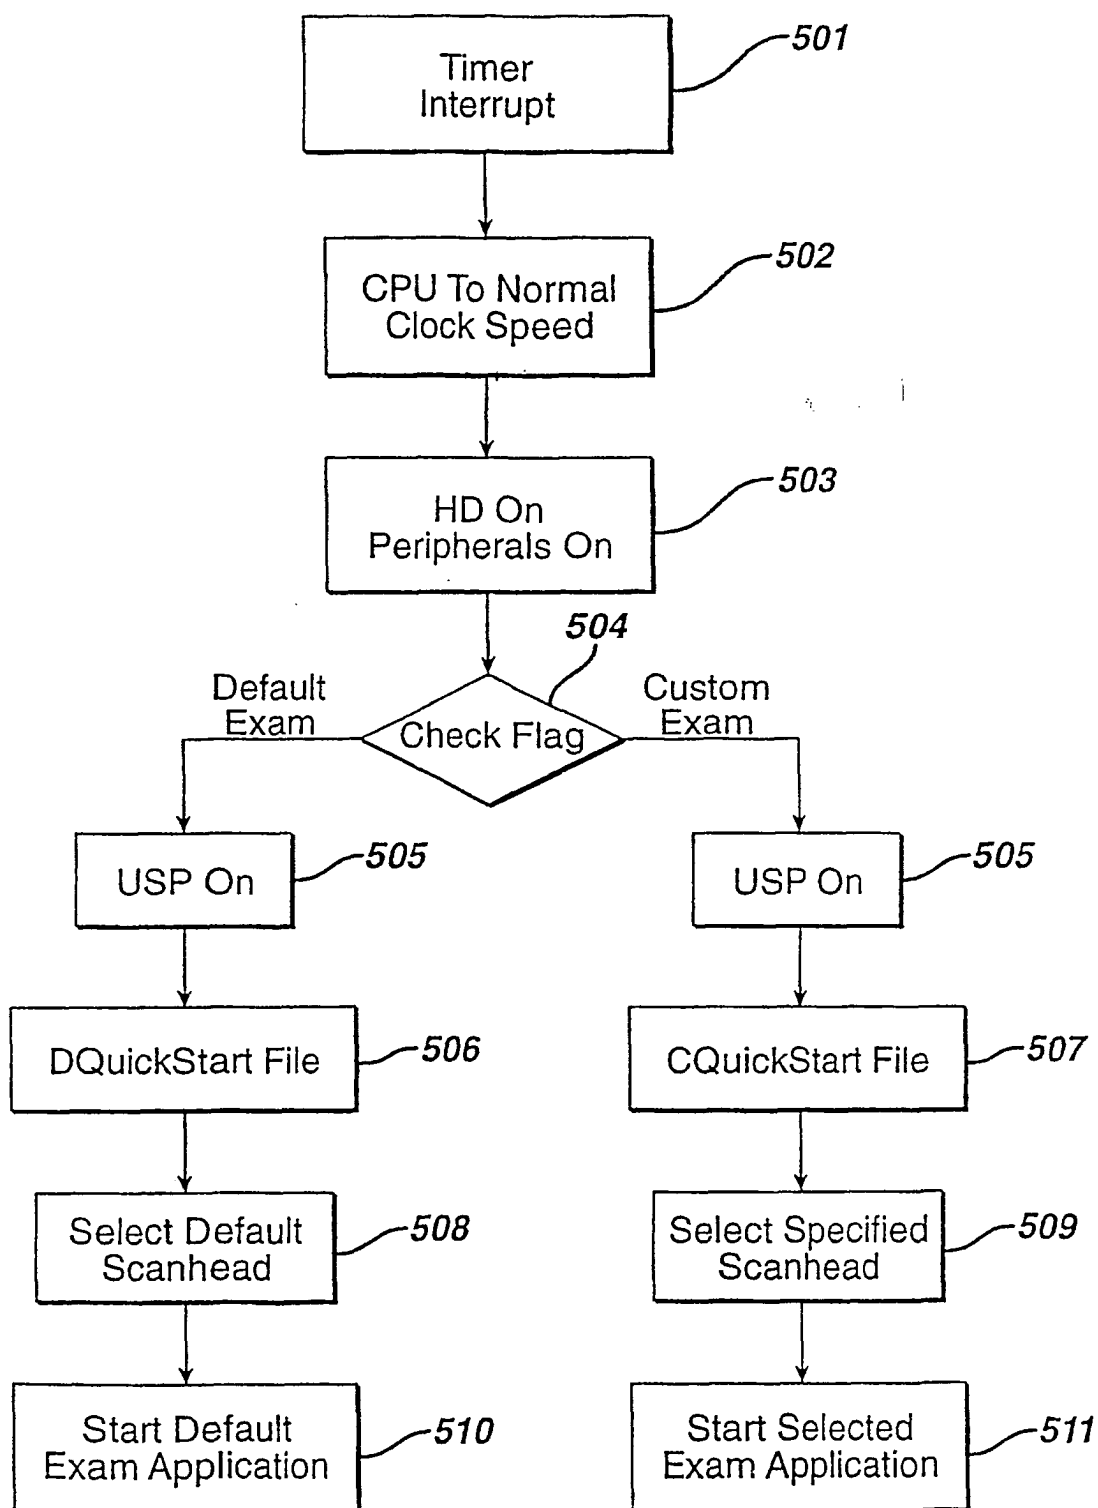 501
Timer
Interrupt
502
CPU To Normal
Clock Speed
503
HD On
Peripherals On
504
Default
Exam
Check Flag
Custom
Exam
USP On
505
USP On
505
DQuickStart File
506
CQuickStart File
507
Select Default
Scanhead
508
Select Specified
Scanhead
509
Start Default
Exam Application
510
Start Selected
Exam Application
511